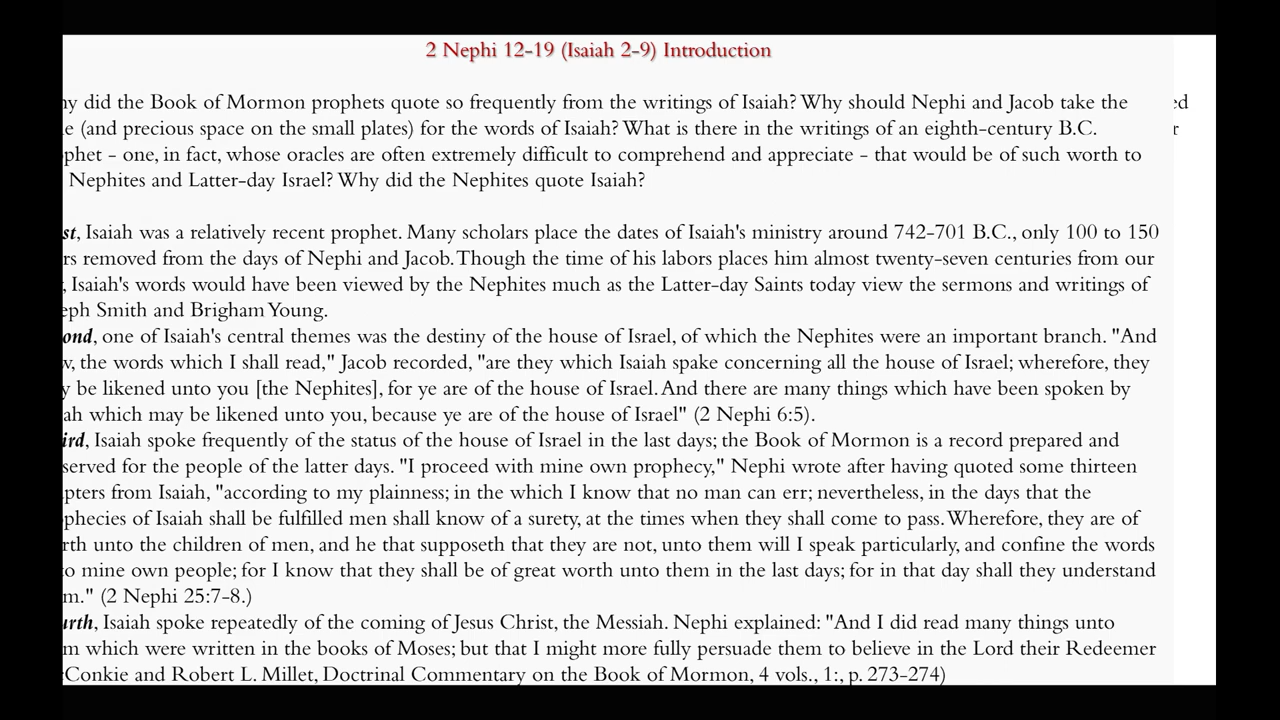 2 Nephi 12-19 (Isaiah 2-9) Introduction
ny did the Book of Mormon prophets quote so frequently from the writings of Isaiah? Why should Nephi and Jacob take the ed
e (and precious space on the small plates) for the words of Isaiah? What is there in the writings of an eighth-century B.C. r
phet - one, in fact, whose oracles are often extremely difficult to comprehend and appreciate - that would be of such worth to
Nephites and Latter-day Israel? Why did the Nephites quote Isaiah?
st, Isaiah was a relatively recent prophet. Many scholars place the dates of Isaiah's ministry around 742-701 B.C., only 100 to 150
rs removed from the days of Nephi and Jacob. Though the time of his labors places him almost twenty-seven centuries from our
, Isaiah's words would have been viewed by the Nephites much as the Latter-day Saints today view the sermons and writings of
eph Smith and Brigham Young.
ond, one of Isaiah's central themes was the destiny of the house of Israel, of which the Nephites were an important branch. "And
w, the words which I shall read," Jacob recorded, "are they which Isaiah spake concerning all the house of Israel; wherefore, they
y be likened unto you [the Nephites], for ye are of the house of Israel. And there are many things which have been spoken by
ah which may be likened unto you, because ye are of the house of Israel" (2 Nephi 6:5).
ird, Isaiah spoke frequently of the status of the house of Israel in the last days; the Book of Mormon is a record prepared and
served for the people of the latter days. "I proceed with mine own prophecy," Nephi wrote after having quoted some thirteen
pters from Isaiah, "according to my plainness; in the which I know that no man can err; nevertheless, in the days that the
phecies of Isaiah shall be fulfilled men shall know of a surety, at the times when they shall come to pass. Wherefore, they are of
rth unto the children of men, and he that supposeth that they are not, unto them will I speak particularly, and confine the words
o mine own people; for I know that they shall be of great worth unto them in the last days; for in that day shall they understand
m." (2 Nephi 25:7-8.)
urth, Isaiah spoke repeatedly of the coming of Jesus Christ, the Messiah. Nephi explained: "And I did read many things unto
m which were written in the books of Moses; but that I might more fully persuade them to believe in the Lord their Redeemer
Conkie and Robert L. Millet, Doctrinal Commentary on the Book of Mormon, 4 vols., 1:, p. 273-274)